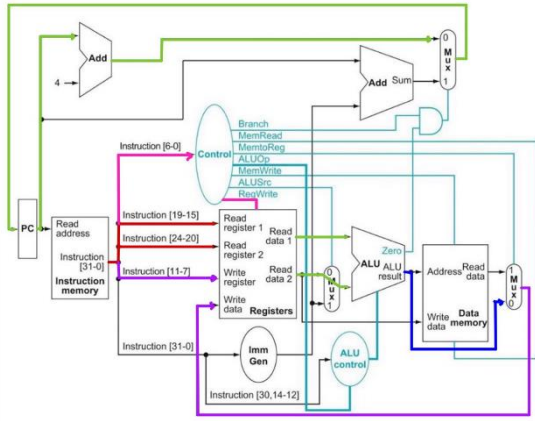 0
M
u
x
1
Add
4
Add Sum
Branch
MemRead
MemtoReg
ALUOp
MemWrite
ALUSrc
RegWrite
Control
Instruction [6-0]
PC
Read
address
Instruction
[31-0]
Instruction
memory
Instruction [19-15]
Instruction [24-20]
Instruction [11-7]
Read
register 1
Read
register 2
Write
register
Write
data
Read
data 1
Read
data 2
Registers
0
M
u
x
1
Zero
ALU
ALU
result
Address
Read
data
Write
data
Data
memory
1
M
u
x
0
Instruction [31-0]
Imm
Gen
ALU
control
Instruction [30,14-12]